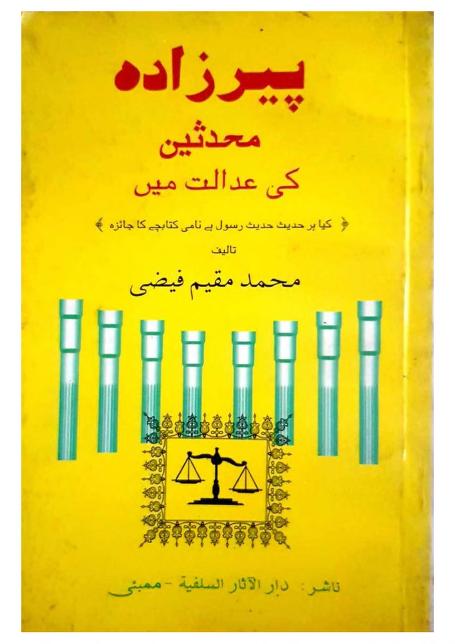 پیرزادہ
محدثین
کی عدالت میں
﴿ کیا ہر حدیث حدیث رسول ہے نامی کتابچے کا جائزہ ﴾
تالیف
محمد مقیم فیضی
ناشر: دار الآثار السلفیة - ممبئی